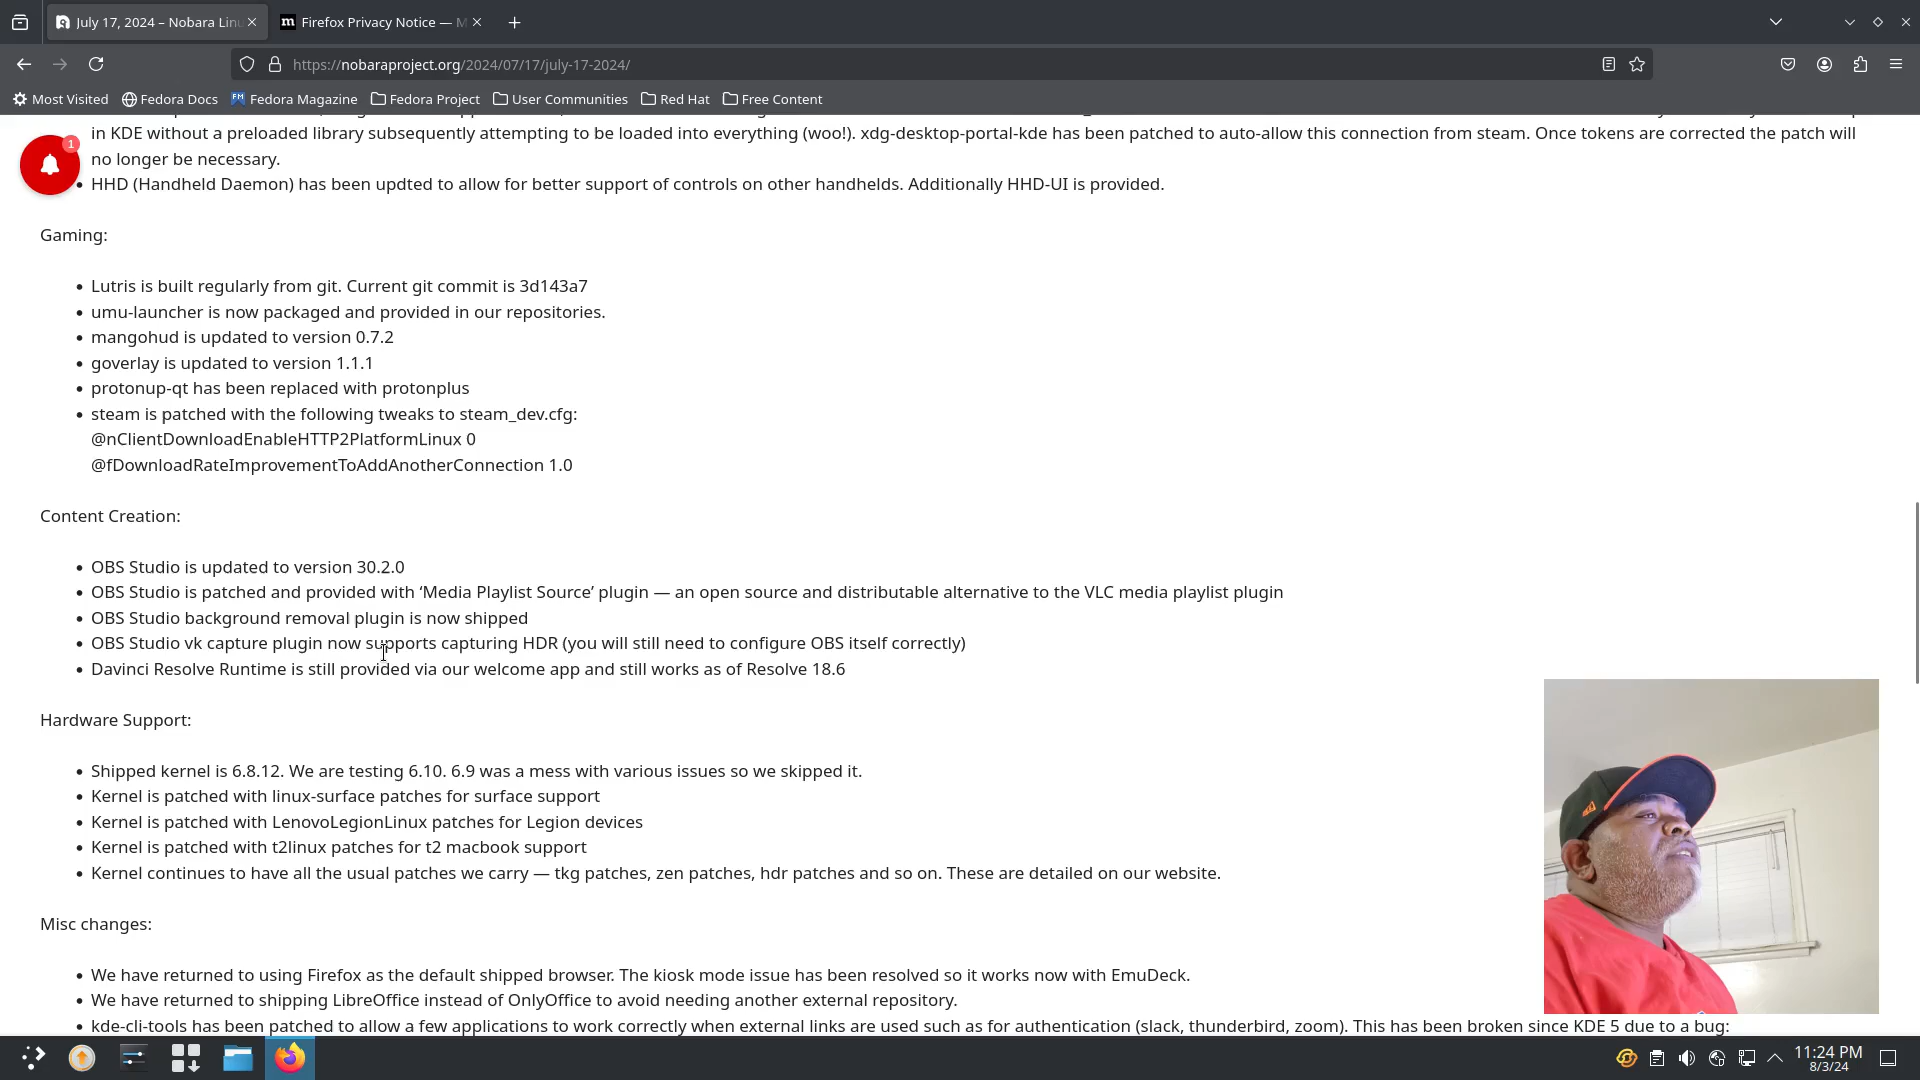 July 17, 2024 – Nobara Lin
Firefox Privacy Notice — M
https://nobaraproject.org/2024/07/17/july-17-2024/
Most Visited
Fedora Docs
Fedora Magazine
Fedora Project
User Communities
Red Hat
Free Content
1
in KDE without a preloaded library subsequently attempting to be loaded into everything (woo!). xdg-desktop-portal-kde has been patched to auto-allow this connection from steam. Once tokens are corrected the patch will
no longer be necessary.
• HHD (Handheld Daemon) has been updted to allow for better support of controls on other handhelds. Additionally HHD-UI is provided.
Gaming:
• Lutris is built regularly from git. Current git commit is 3d143a7
• umu-launcher is now packaged and provided in our repositories.
• mangohud is updated to version 0.7.2
• goverlay is updated to version 1.1.1
• protonup-qt has been replaced with protonplus
• steam is patched with the following tweaks to steam_dev.cfg:
@nClientDownloadEnableHTTP2PlatformLinux 0
@fDownloadRateImprovementToAddAnotherConnection 1.0
Content Creation:
• OBS Studio is updated to version 30.2.0
• OBS Studio is patched and provided with ‘Media Playlist Source’ plugin — an open source and distributable alternative to the VLC media playlist plugin
• OBS Studio background removal plugin is now shipped
• OBS Studio vk capture plugin now supports capturing HDR (you will still need to configure OBS itself correctly)
• Davinci Resolve Runtime is still provided via our welcome app and still works as of Resolve 18.6
Hardware Support:
• Shipped kernel is 6.8.12. We are testing 6.10. 6.9 was a mess with various issues so we skipped it.
• Kernel is patched with linux-surface patches for surface support
• Kernel is patched with LenovoLegionLinux patches for Legion devices
• Kernel is patched with t2linux patches for t2 macbook support
• Kernel continues to have all the usual patches we carry — tkg patches, zen patches, hdr patches and so on. These are detailed on our website.
Misc changes:
• We have returned to using Firefox as the default shipped browser. The kiosk mode issue has been resolved so it works now with EmuDeck.
• We have returned to shipping LibreOffice instead of OnlyOffice to avoid needing another external repository.
• kde-cli-tools has been patched to allow a few applications to work correctly when external links are used such as for authentication (slack, thunderbird, zoom). This has been broken since KDE 5 due to a bug:
11:24 PM
8/3/24